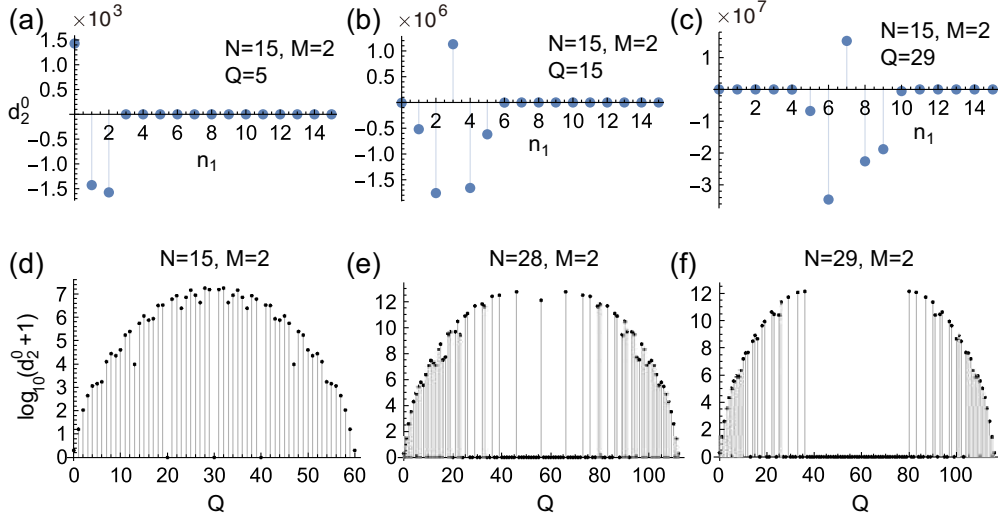 (a)
×10³
1.5
1.0
0.5
d₂⁰
−0.5
−1.0
−1.5
2 4 6 8 10 12 14
n₁
N=15, M=2
Q=5
(b)
×10⁶
1.0
0.5
−0.5
−1.0
−1.5
2 4 6 8 10 12 14
n₁
N=15, M=2
Q=15
(c)
×10⁷
1
−1
−2
−3
2 4 6 8 10 12 14
n₁
N=15, M=2
Q=29
(d)
N=15, M=2
log₁₀(d₂⁰+1)
7
6
5
4
3
2
1
0
0 10 20 30 40 50 60
Q
(e)
N=28, M=2
12
10
8
6
4
2
0
0 20 40 60 80 100
Q
(f)
N=29, M=2
12
10
8
6
4
2
0
0 20 40 60 80 100
Q